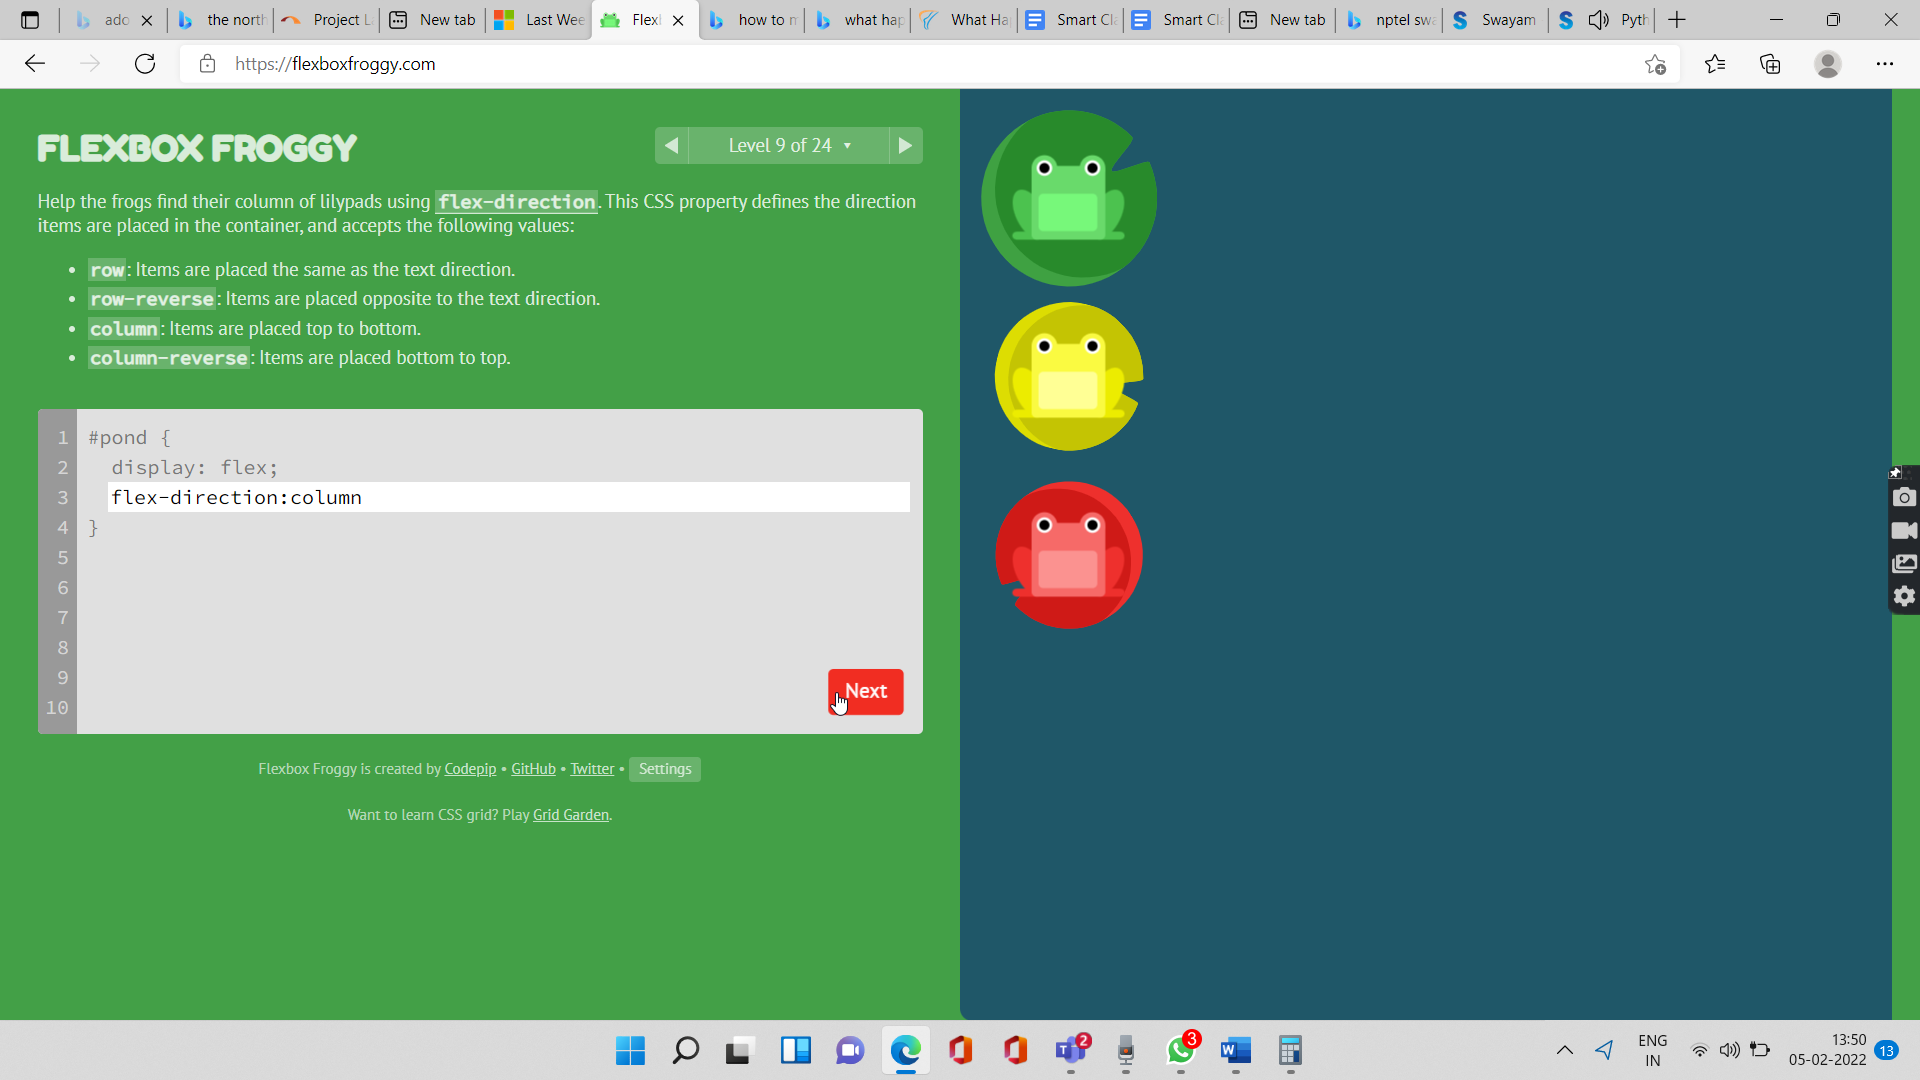 ado
the north
Project L
New tab
Last Wee
Flex
how to m
what hap
What Ha
Smart Cl
Smart Cl
New tab
nptel swa
Swayam
Pyth
https://flexboxfroggy.com
FLEXBOX FROGGY
Level 9 of 24
Help the frogs find their column of lilypads using flex-direction. This CSS property defines the direction
items are placed in the container, and accepts the following values:
• row: Items are placed the same as the text direction.
• row-reverse: Items are placed opposite to the text direction.
• column: Items are placed top to bottom.
• column-reverse: Items are placed bottom to top.
1 #pond {
2 display: flex;
3 flex-direction:column
4 }
5
6
7
8
9
10
Next
Flexbox Froggy is created by Codepip • GitHub • Twitter • Settings
Want to learn CSS grid? Play Grid Garden.
2
3
ENG
IN
13:50
05-02-2022
13